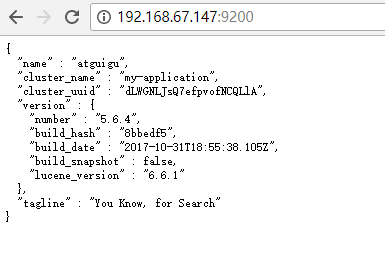 192.168.67.147:9200
{
  "name" : "atguigu",
  "cluster_name" : "my-application",
  "cluster_uuid" : "dLWGNLJsQ7efpvofNCQLlA",
  "version" : {
    "number" : "5.6.4",
    "build_hash" : "8bbedf5",
    "build_date" : "2017-10-31T18:55:38.105Z",
    "build_snapshot" : false,
    "lucene_version" : "6.6.1"
  },
  "tagline" : "You Know, for Search"
}